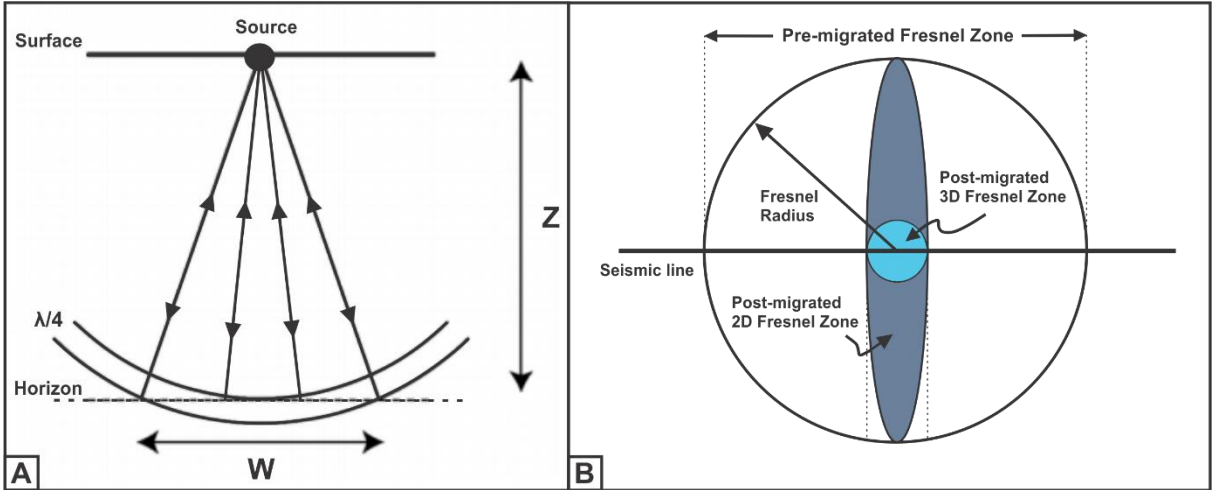 Source
Surface
Z
λ/4
Horizon
W
A
Pre-migrated Fresnel Zone
Fresnel
Radius
Post-migrated
3D Fresnel Zone
Seismic line
Post-migrated
2D Fresnel Zone
B